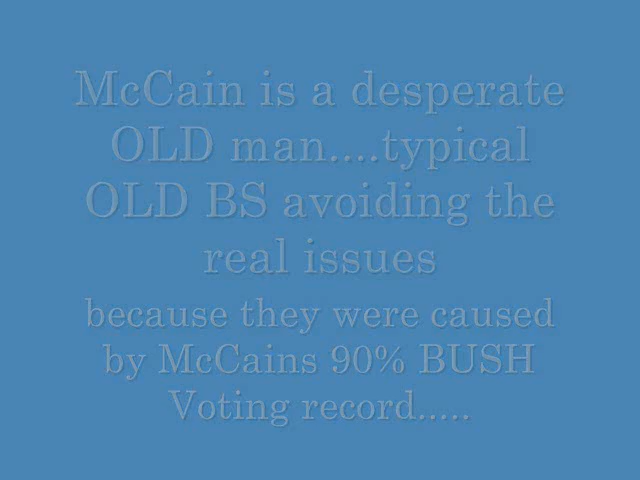 McCain is a desperate
OLD man....typical
OLD BS avoiding the
real issues
because they were caused
by McCains 90% BUSH
Voting record.....